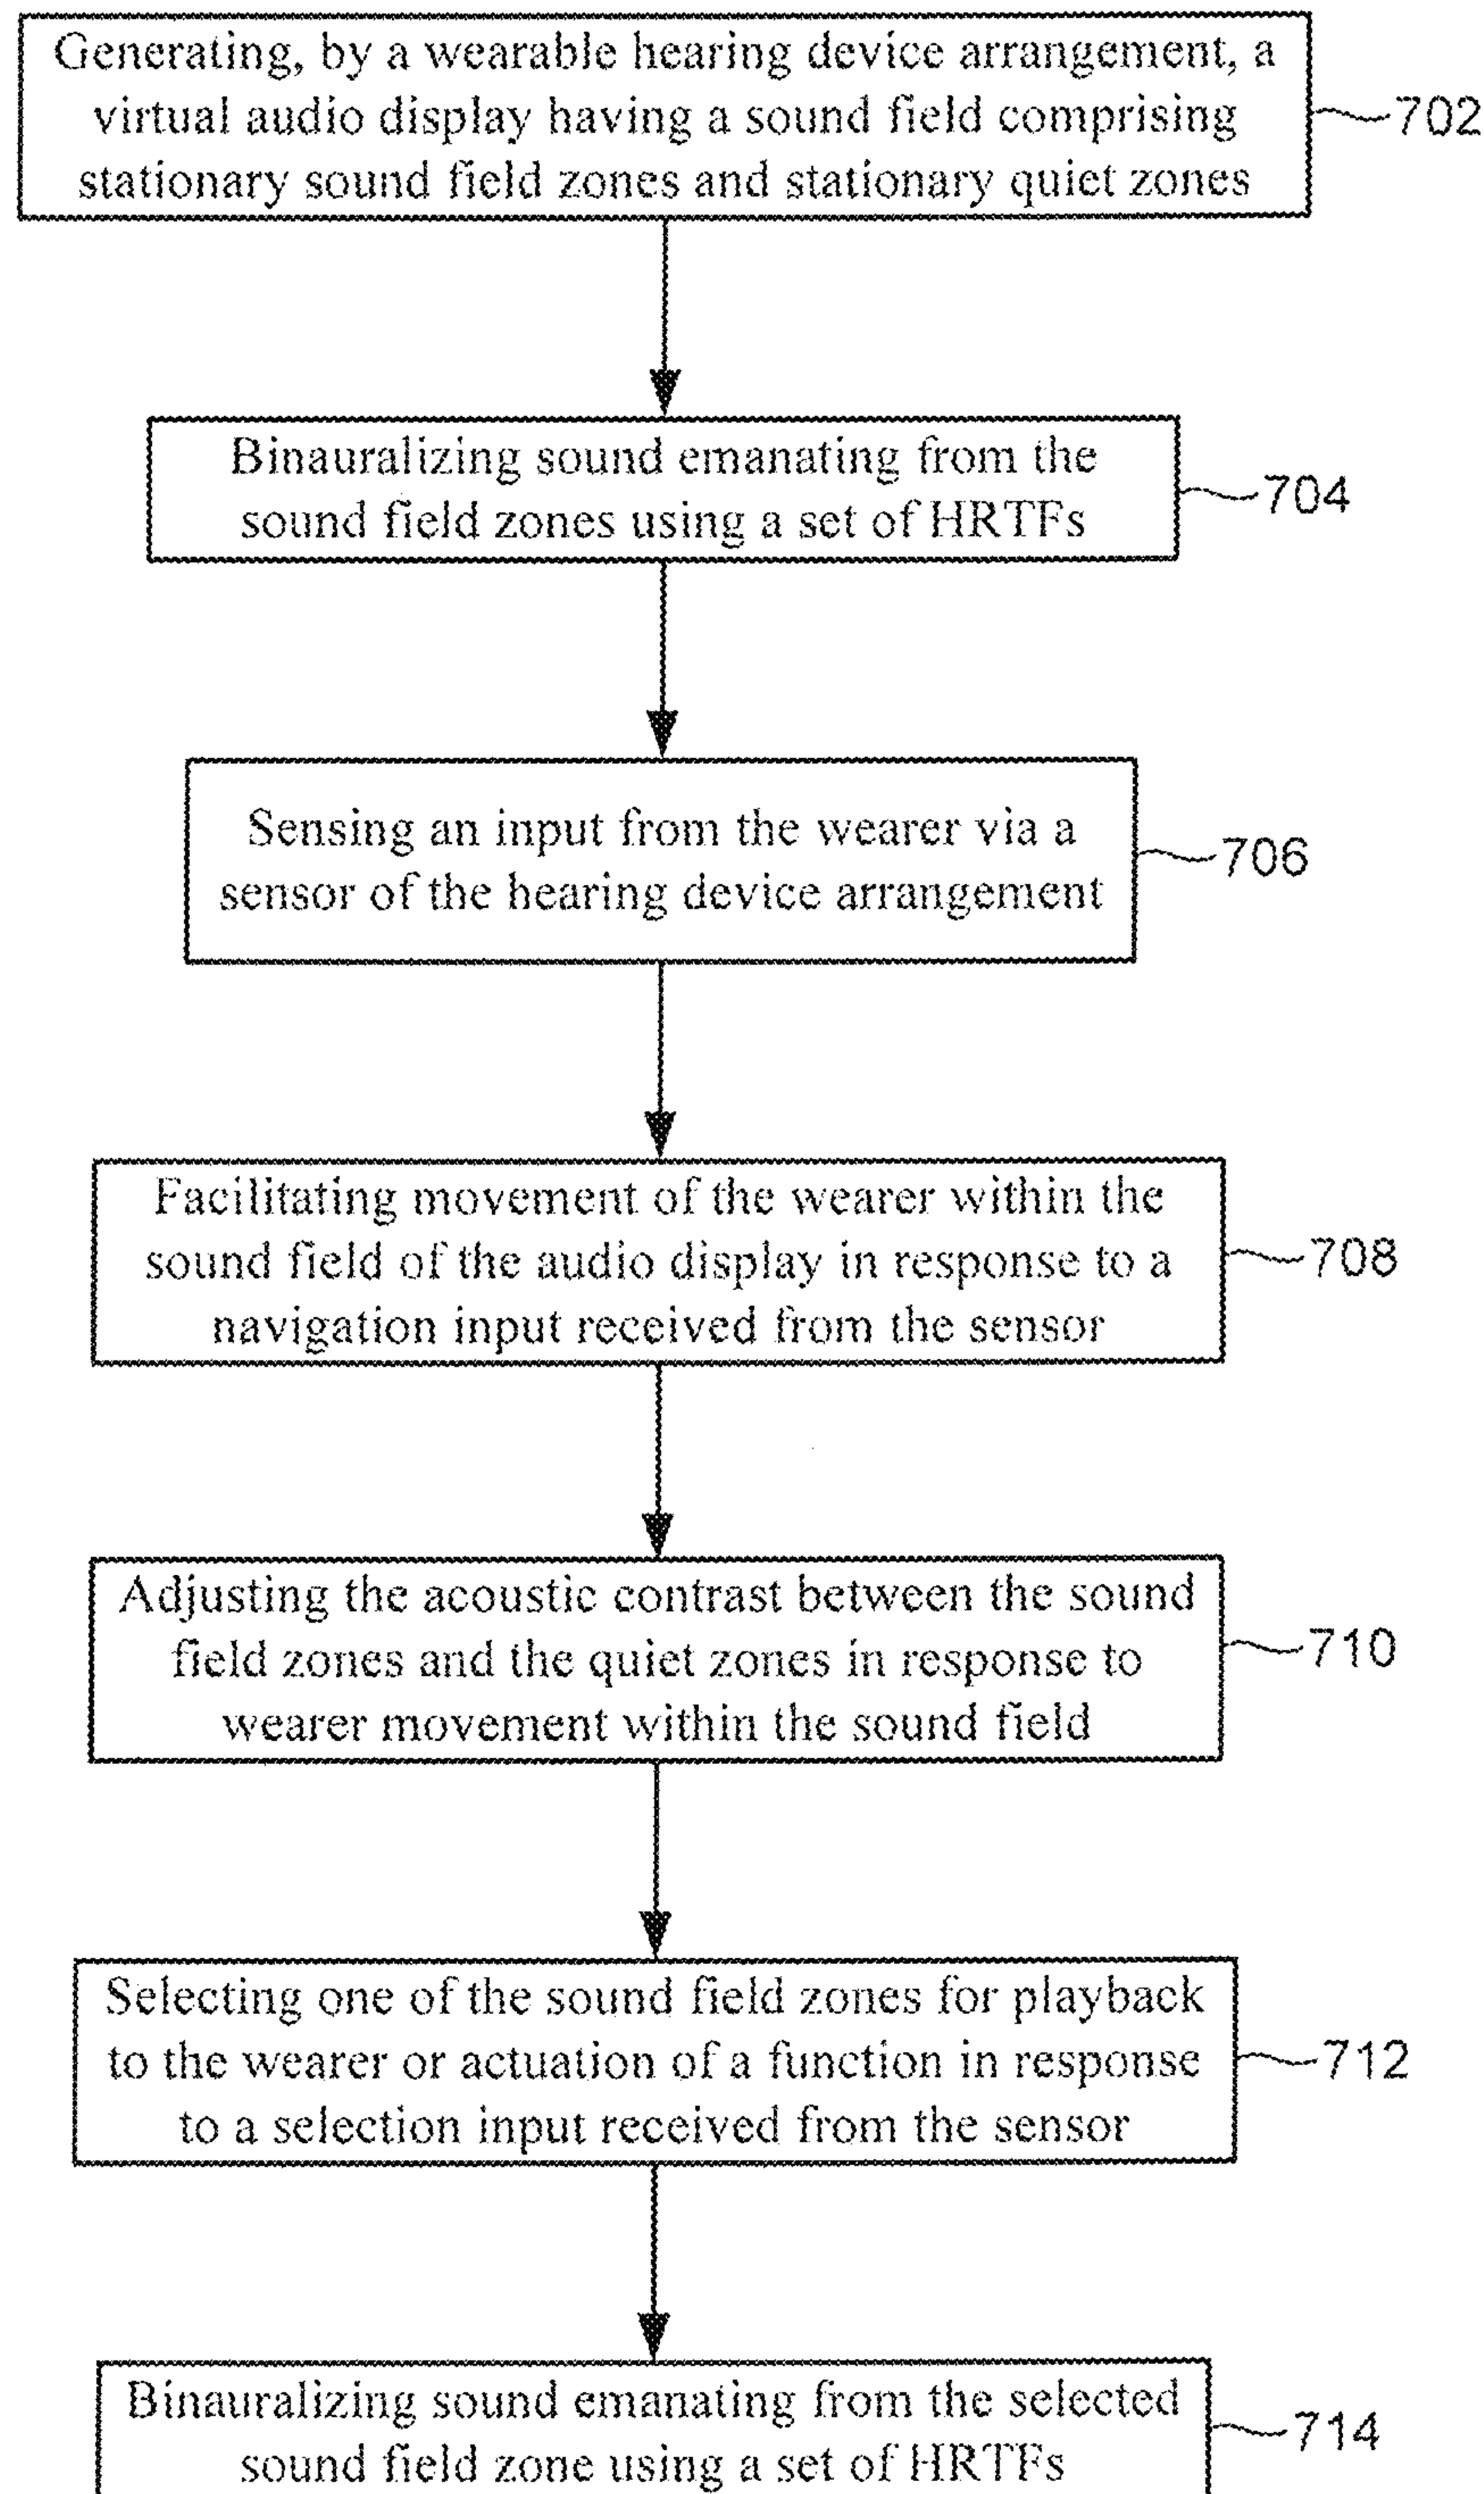 Generating, by a wearable hearing device arrangement, a
virtual audio display having a sound field comprising
stationary sound field zones and stationary quiet zones
702
Binauralizing sound emanating from the
sound field zones using a set of HRTFs
704
Sensing an input from the wearer via a
sensor of the hearing device arrangement
706
Facilitating movement of the wearer within the
sound field of the audio display in response to a
navigation input received from the sensor
708
Adjusting the acoustic contrast between the sound
field zones and the quiet zones in response to
wearer movement within the sound field
710
Selecting one of the sound field zones for playback
to the wearer or actuation of a function in response
to a selection input received from the sensor
712
Binauralizing sound emanating from the selected
sound field zone using a set of HRTFs
714